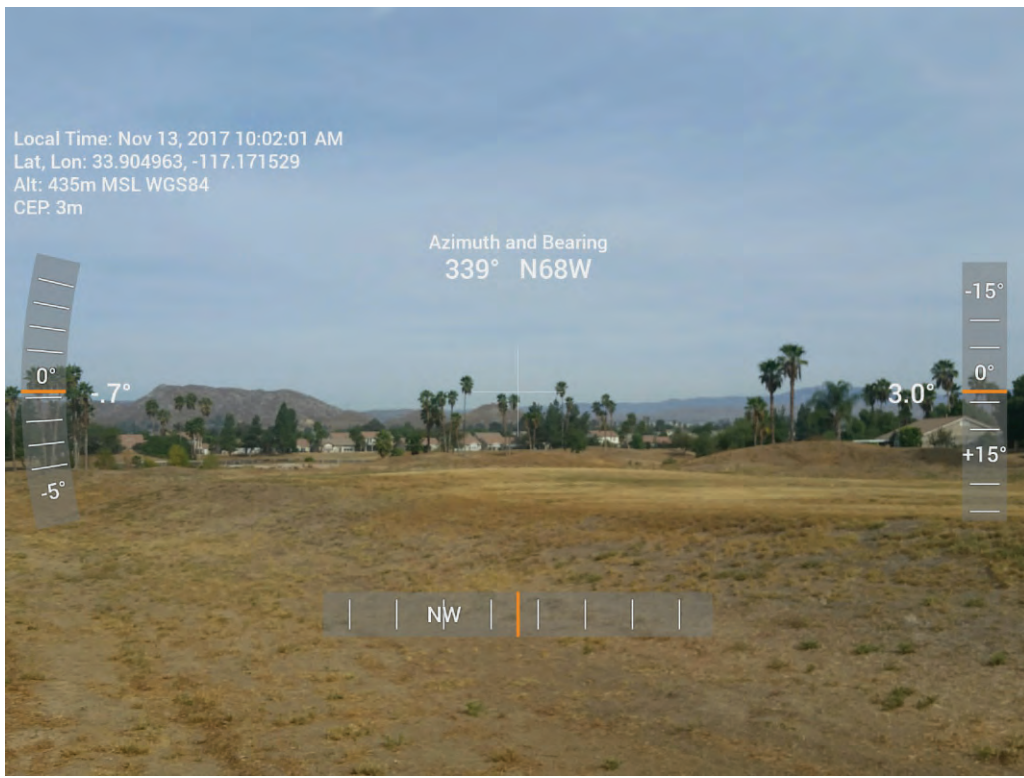 Local Time: Nov 13, 2017 10:02:01 AM
Lat, Lon: 33.904963, -117.171529
Alt: 435m MSL WGS84
CEP: 3m
Azimuth and Bearing
339° N68W
-15°
0°
0°
-.7°
3.0°
+15°
-5°
NW